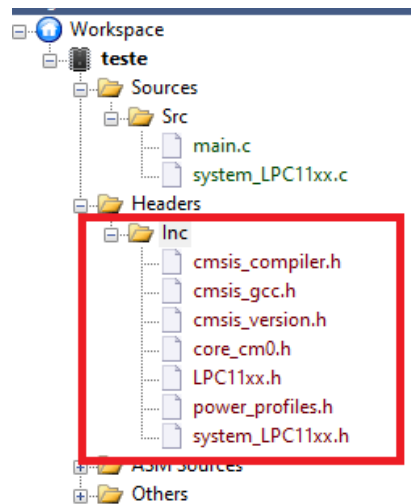 Workspace
teste
Sources
Src
main.c
system_LPC11xx.c
Headers
Inc
cmsis_compiler.h
cmsis_gcc.h
cmsis_version.h
core_cm0.h
LPC11xx.h
power_profiles.h
system_LPC11xx.h
ASM Sources
Others